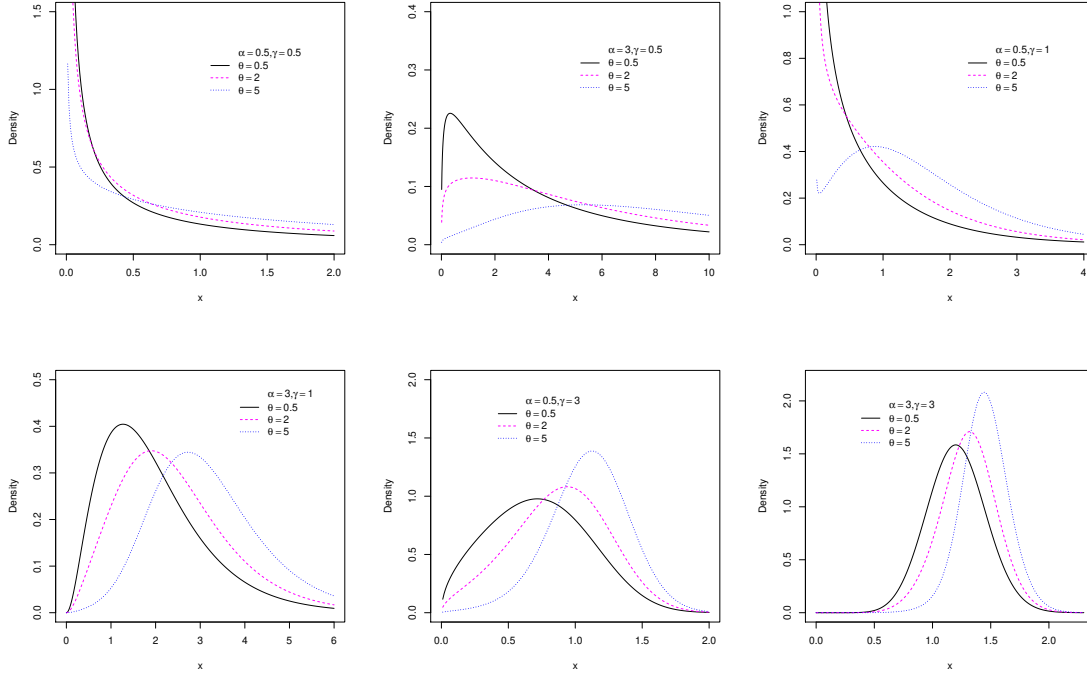 α = 0.5, γ = 0.5
θ = 0.5
θ = 2
θ = 5
Density
0.0 0.5 1.0 1.5
0.0 0.5 1.0 1.5 2.0
x
α = 3, γ = 0.5
θ = 0.5
θ = 2
θ = 5
Density
0.0 0.1 0.2 0.3 0.4
0 2 4 6 8 10
x
α = 0.5, γ = 1
θ = 0.5
θ = 2
θ = 5
Density
0.0 0.2 0.4 0.6 0.8 1.0
0 1 2 3 4
x
α = 3, γ = 1
θ = 0.5
θ = 2
θ = 5
Density
0.0 0.1 0.2 0.3 0.4 0.5
0 1 2 3 4 5 6
x
α = 0.5, γ = 3
θ = 0.5
θ = 2
θ = 5
Density
0.0 0.5 1.0 1.5 2.0
0.0 0.5 1.0 1.5 2.0
x
α = 3, γ = 3
θ = 0.5
θ = 2
θ = 5
Density
0.0 0.5 1.0 1.5 2.0
0.0 0.5 1.0 1.5 2.0
x